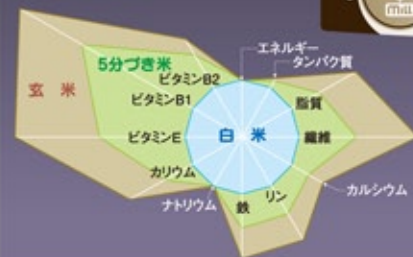 mill
エネルギー
タンパク質
5分づき米
ビタミンB2
玄米
ビタミンB1
脂質
ビタミンE
白米
繊維
カリウム
カルシウム
ナトリウム
鉄
リン